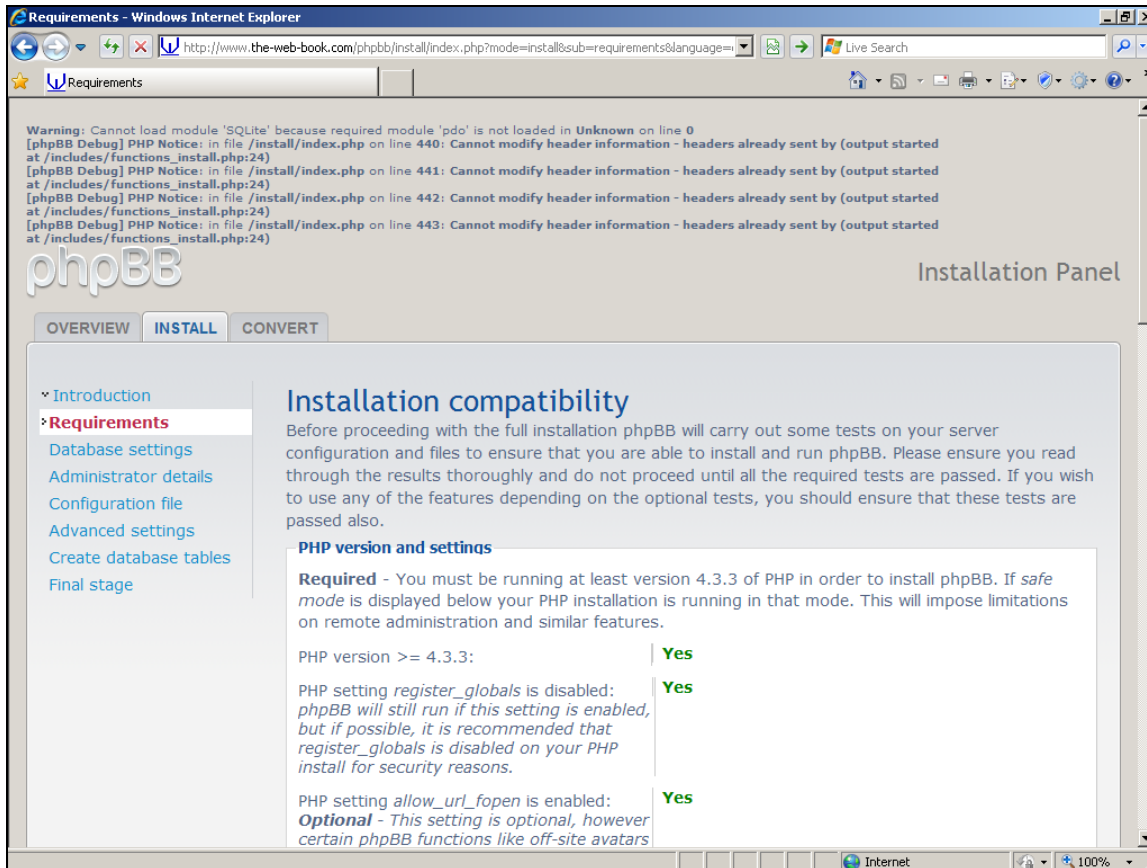 Requirements - Windows Internet Explorer
http://www.the-web-book.com/phpbb/install/index.php?mode=install&sub=requirements&language=
Live Search
Requirements
Warning: Cannot load module 'SQLite' because required module 'pdo' is not loaded in Unknown on line 0
[phpBB Debug] PHP Notice: in file /install/index.php on line 440: Cannot modify header information - headers already sent by (output started
at /includes/functions_install.php:24)
[phpBB Debug] PHP Notice: in file /install/index.php on line 441: Cannot modify header information - headers already sent by (output started
at /includes/functions_install.php:24)
[phpBB Debug] PHP Notice: in file /install/index.php on line 442: Cannot modify header information - headers already sent by (output started
at /includes/functions_install.php:24)
[phpBB Debug] PHP Notice: in file /install/index.php on line 443: Cannot modify header information - headers already sent by (output started
at /includes/functions_install.php:24)
phpBB
Installation Panel
OVERVIEW INSTALL CONVERT
Introduction
Requirements
Database settings
Administrator details
Configuration file
Advanced settings
Create database tables
Final stage
Installation compatibility
Before proceeding with the full installation phpBB will carry out some tests on your server
configuration and files to ensure that you are able to install and run phpBB. Please ensure you read
through the results thoroughly and do not proceed until all the required tests are passed. If you wish
to use any of the features depending on the optional tests, you should ensure that these tests are
passed also.
PHP version and settings
Required - You must be running at least version 4.3.3 of PHP in order to install phpBB. If safe
mode is displayed below your PHP installation is running in that mode. This will impose limitations
on remote administration and similar features.
PHP version >= 4.3.3: Yes
PHP setting register_globals is disabled: Yes
phpBB will still run if this setting is enabled,
but if possible, it is recommended that
register_globals is disabled on your PHP
install for security reasons.
PHP setting allow_url_fopen is enabled: Yes
Optional - This setting is optional, however
certain phpBB functions like off-site avatars
Internet
100%